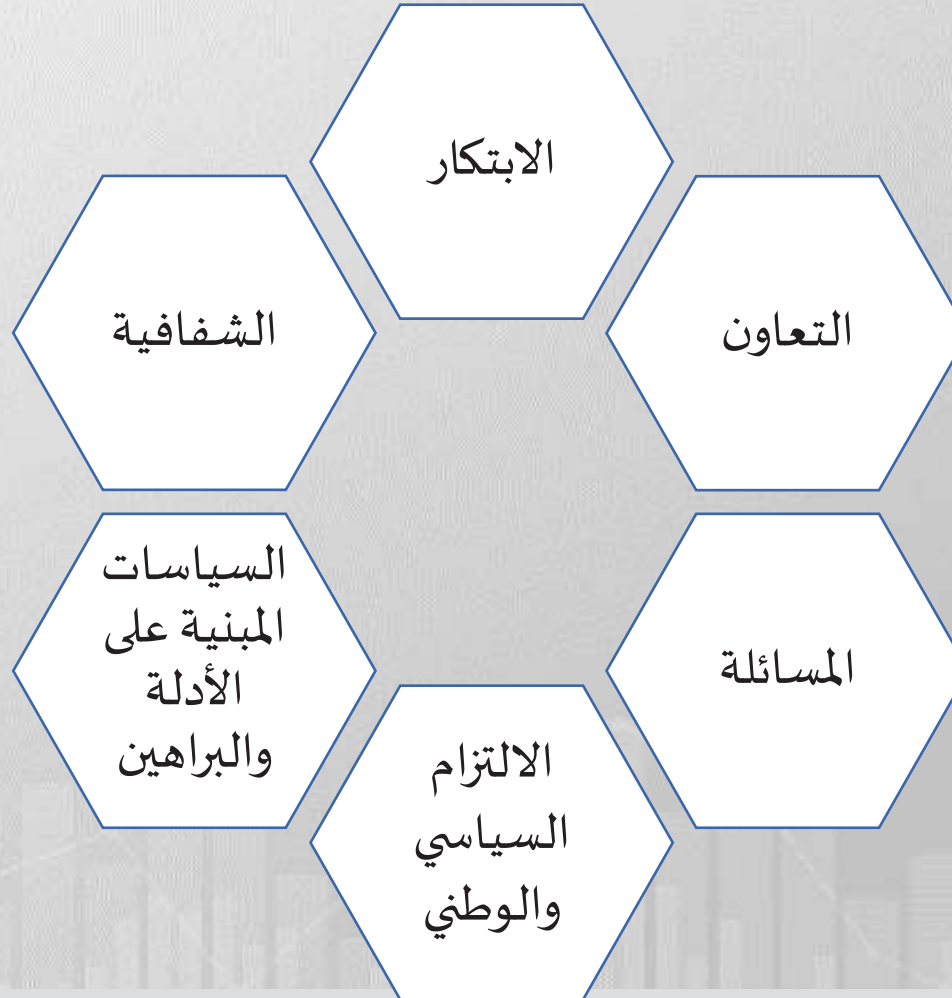 الابتكار
التعاون
الشفافية
المسائلة
السياسات
المبنية على
الأدلة
والبراهين
الالتزام
السياسي
والوطني